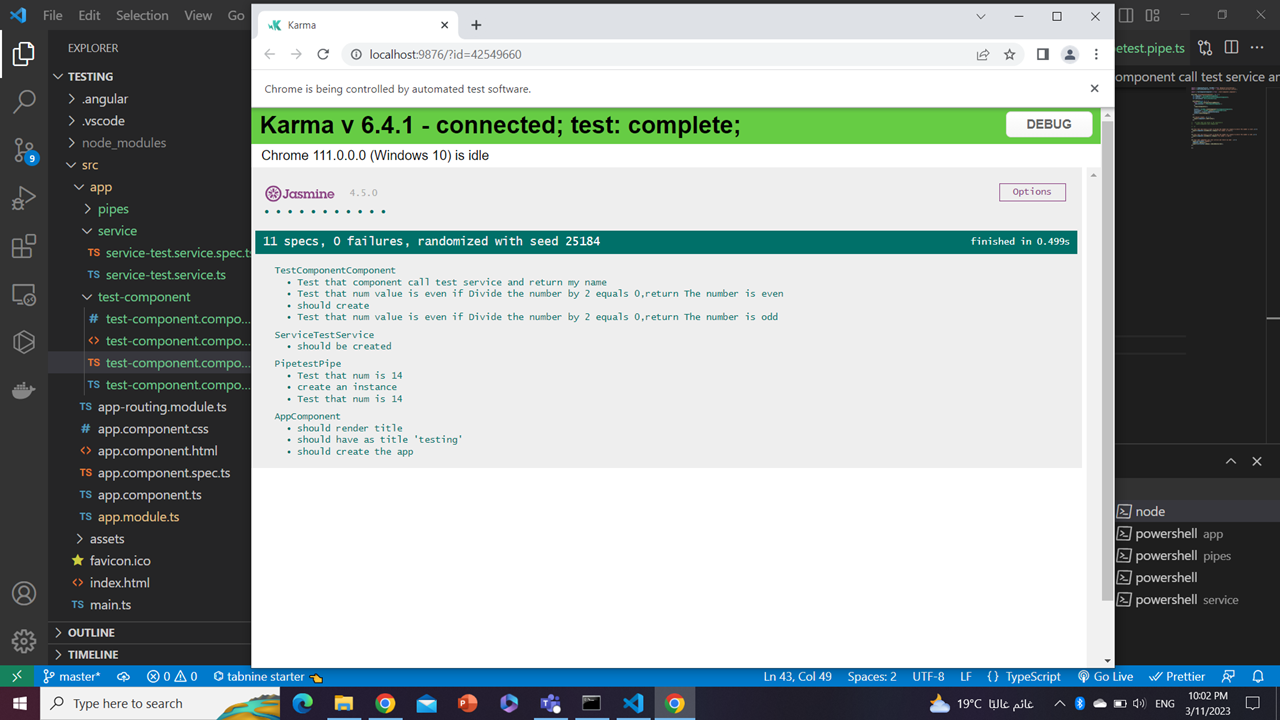 File Edit Selection View Go
EXPLORER
TESTING
.angular
.vscode
node_modules
src
app
pipes
service
service-test.service.spec.ts
service-test.service.ts
test-component
test-component.compo...
test-component.compo...
test-component.compo...
test-component.compo...
app-routing.module.ts
app.component.css
app.component.html
app.component.spec.ts
app.component.ts
app.module.ts
assets
favicon.ico
index.html
main.ts
OUTLINE
TIMELINE
9
Karma
localhost:9876/?id=42549660
Chrome is being controlled by automated test software.
Karma v 6.4.1 - connected; test: complete;
DEBUG
Chrome 111.0.0.0 (Windows 10) is idle
Jasmine 4.5.0
Options
11 specs, 0 failures, randomized with seed 25184
finished in 0.499s
TestComponentComponent
• Test that component call test service and return my name
• Test that num value is even if Divide the number by 2 equals 0,return The number is even
• should create
• Test that num value is even if Divide the number by 2 equals 0,return The number is odd
ServiceTestService
• should be created
PipetestPipe
• Test that num is 14
• create an instance
• Test that num is 14
AppComponent
• should render title
• should have as title 'testing'
• should create the app
etest.pipe.ts
omponent call test service an
node
powershell app
powershell pipes
powershell
powershell service
master* 0 0 tabnine starter Ln 43, Col 49 Spaces: 2 UTF-8 LF {} TypeScript Go Live Prettier
Type here to search
19°C غائم غالبًا
ENG
10:02 PM
3/11/2023